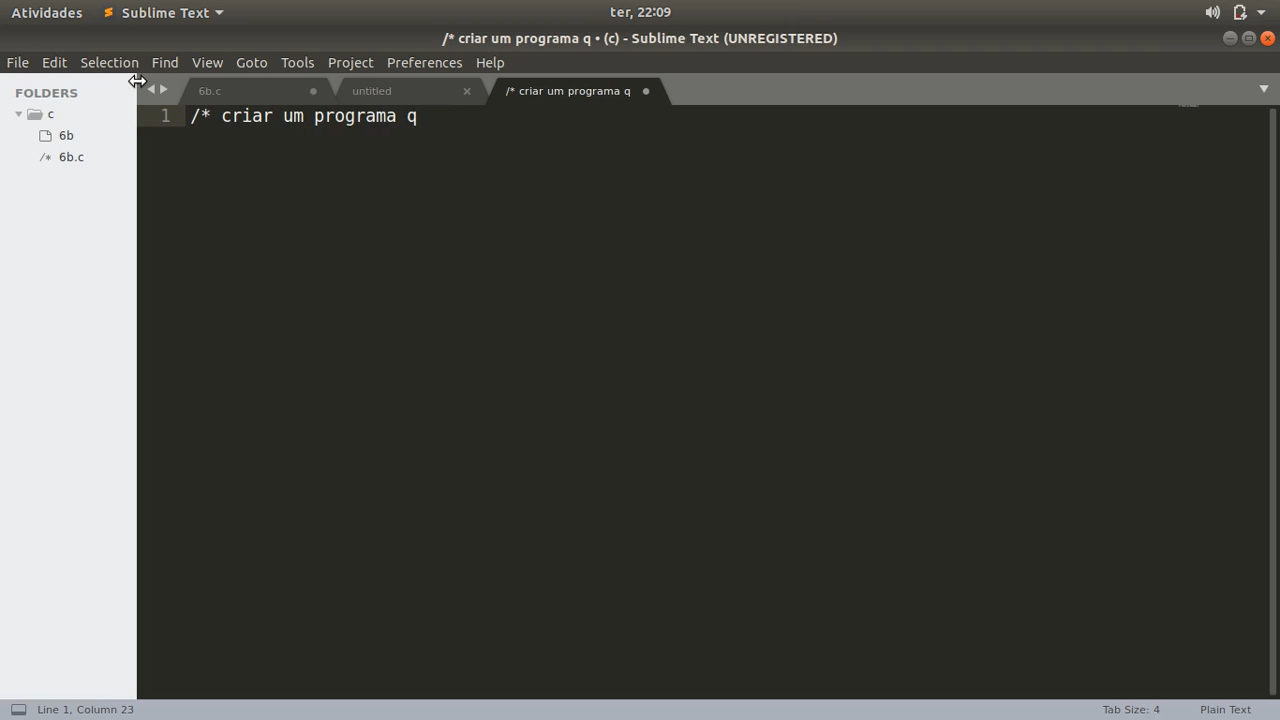 Atividades Sublime Text ter, 22:09
/* criar um programa q • (c) - Sublime Text (UNREGISTERED)
File Edit Selection Find View Goto Tools Project Preferences Help
FOLDERS
c
6b
/* 6b.c
6b.c untitled /* criar um programa q
1 /* criar um programa q
Line 1, Column 23 Tab Size: 4 Plain Text